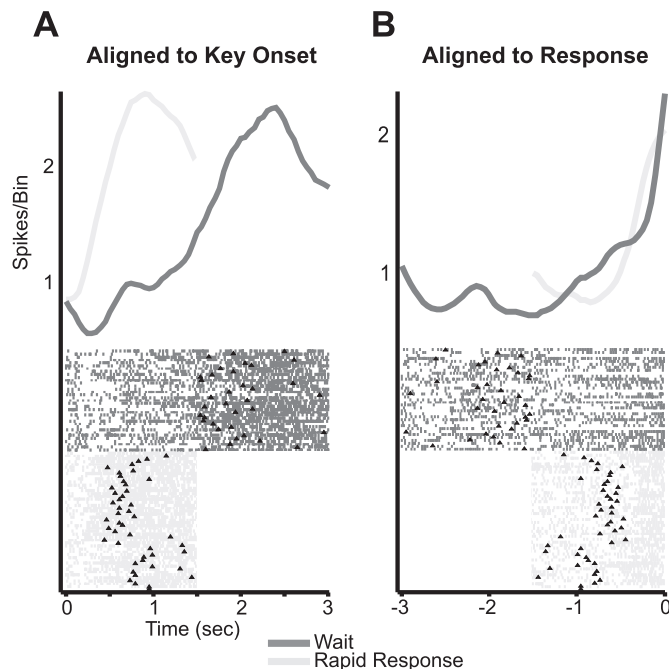 A
B
Aligned to Key Onset
Aligned to Response
Spikes/Bin
2
1
2
1
0
1
2
3
Time (sec)
-3
-2
-1
0
Wait
Rapid Response